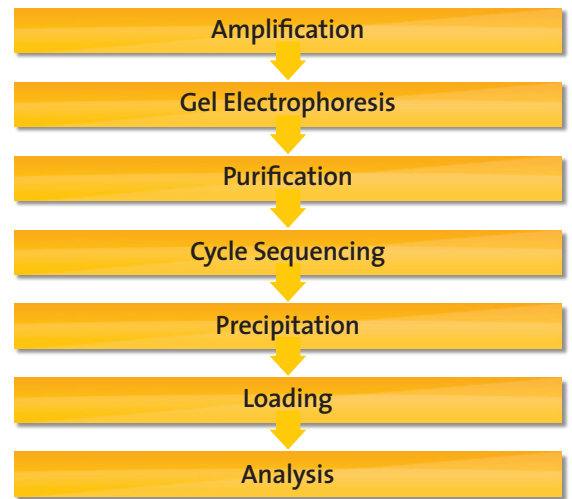 Amplification
Gel Electrophoresis
Purification
Cycle Sequencing
Precipitation
Loading
Analysis